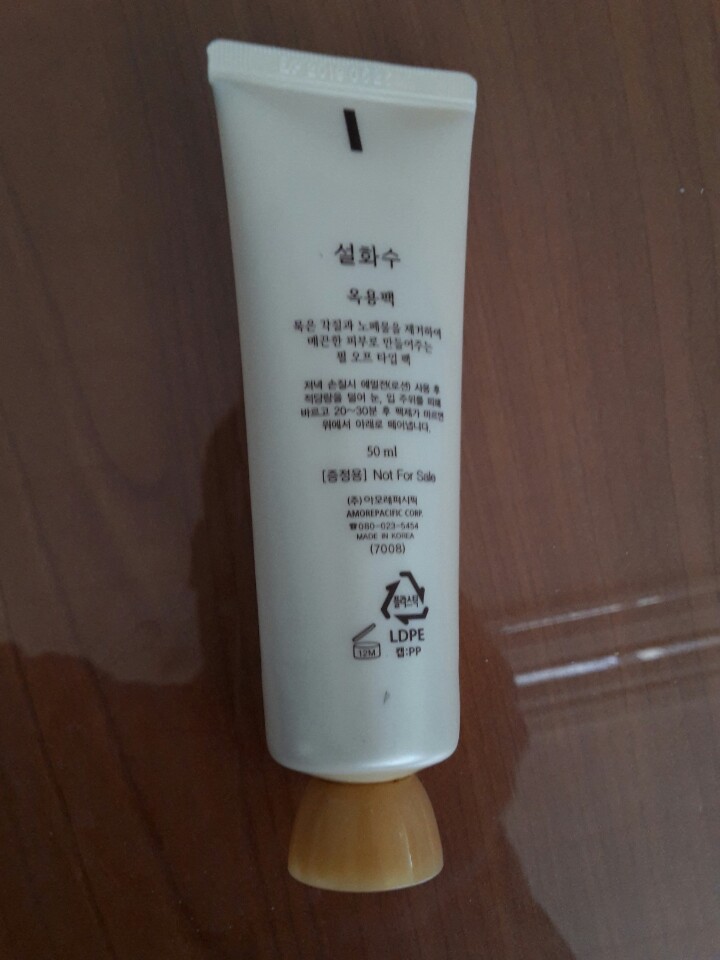 설화수
옥용팩
묵은 각질과 노폐물을 제거하여
매끈한 피부로 만들어주는
필 오프 타입 팩
저녁 손질시 에멀전(로션) 사용 후
적당량을 덜어 눈, 입 주위를 피해
바르고 20~30분 후 팩제가 마르면
위에서 아래로 떼어냅니다.
50 ml
[증정용] Not For Sale
(주)아모레퍼시픽
AMOREPACIFIC CORP.
☎080-023-5454
MADE IN KOREA
(7008)
플라스틱
LDPE
캡:PP
12M